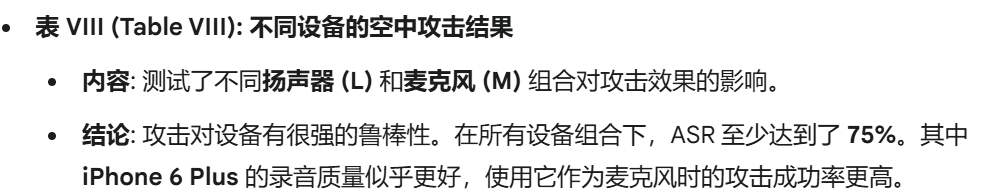 • 表 VIII (Table VIII): 不同设备的空中攻击结果
• 内容: 测试了不同扬声器 (L) 和麦克风 (M) 组合对攻击效果的影响。
• 结论: 攻击对设备有很强的鲁棒性。在所有设备组合下，ASR 至少达到了 75%。其中
iPhone 6 Plus 的录音质量似乎更好，使用它作为麦克风时的攻击成功率更高。